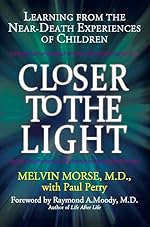 LEARNING FROM THE
NEAR-DEATH EXPERIENCES OF
CHILDREN
CLOSER
TO THE
LIGHT
MELVIN MORSE, M.D.,
with PAUL PERRY
FOREWORD BY RAYMOND A. MOODY, M.D.
AUTHOR OF LIFE AFTER LIFE